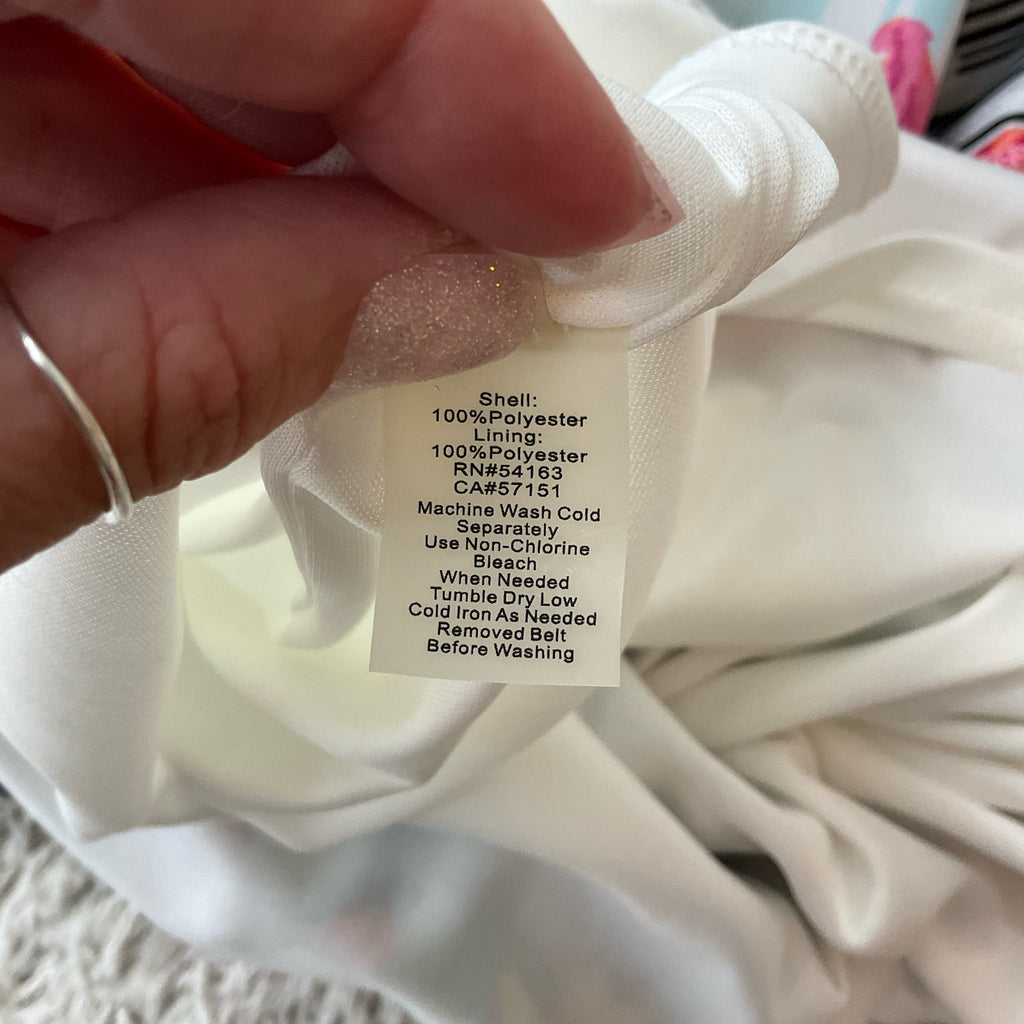 Shell:
100%Polyester
Lining:
100%Polyester
RN#54163
CA#57151
Machine Wash Cold
Separately
Use Non-Chlorine
Bleach
When Needed
Tumble Dry Low
Cold Iron As Needed
Removed Belt
Before Washing